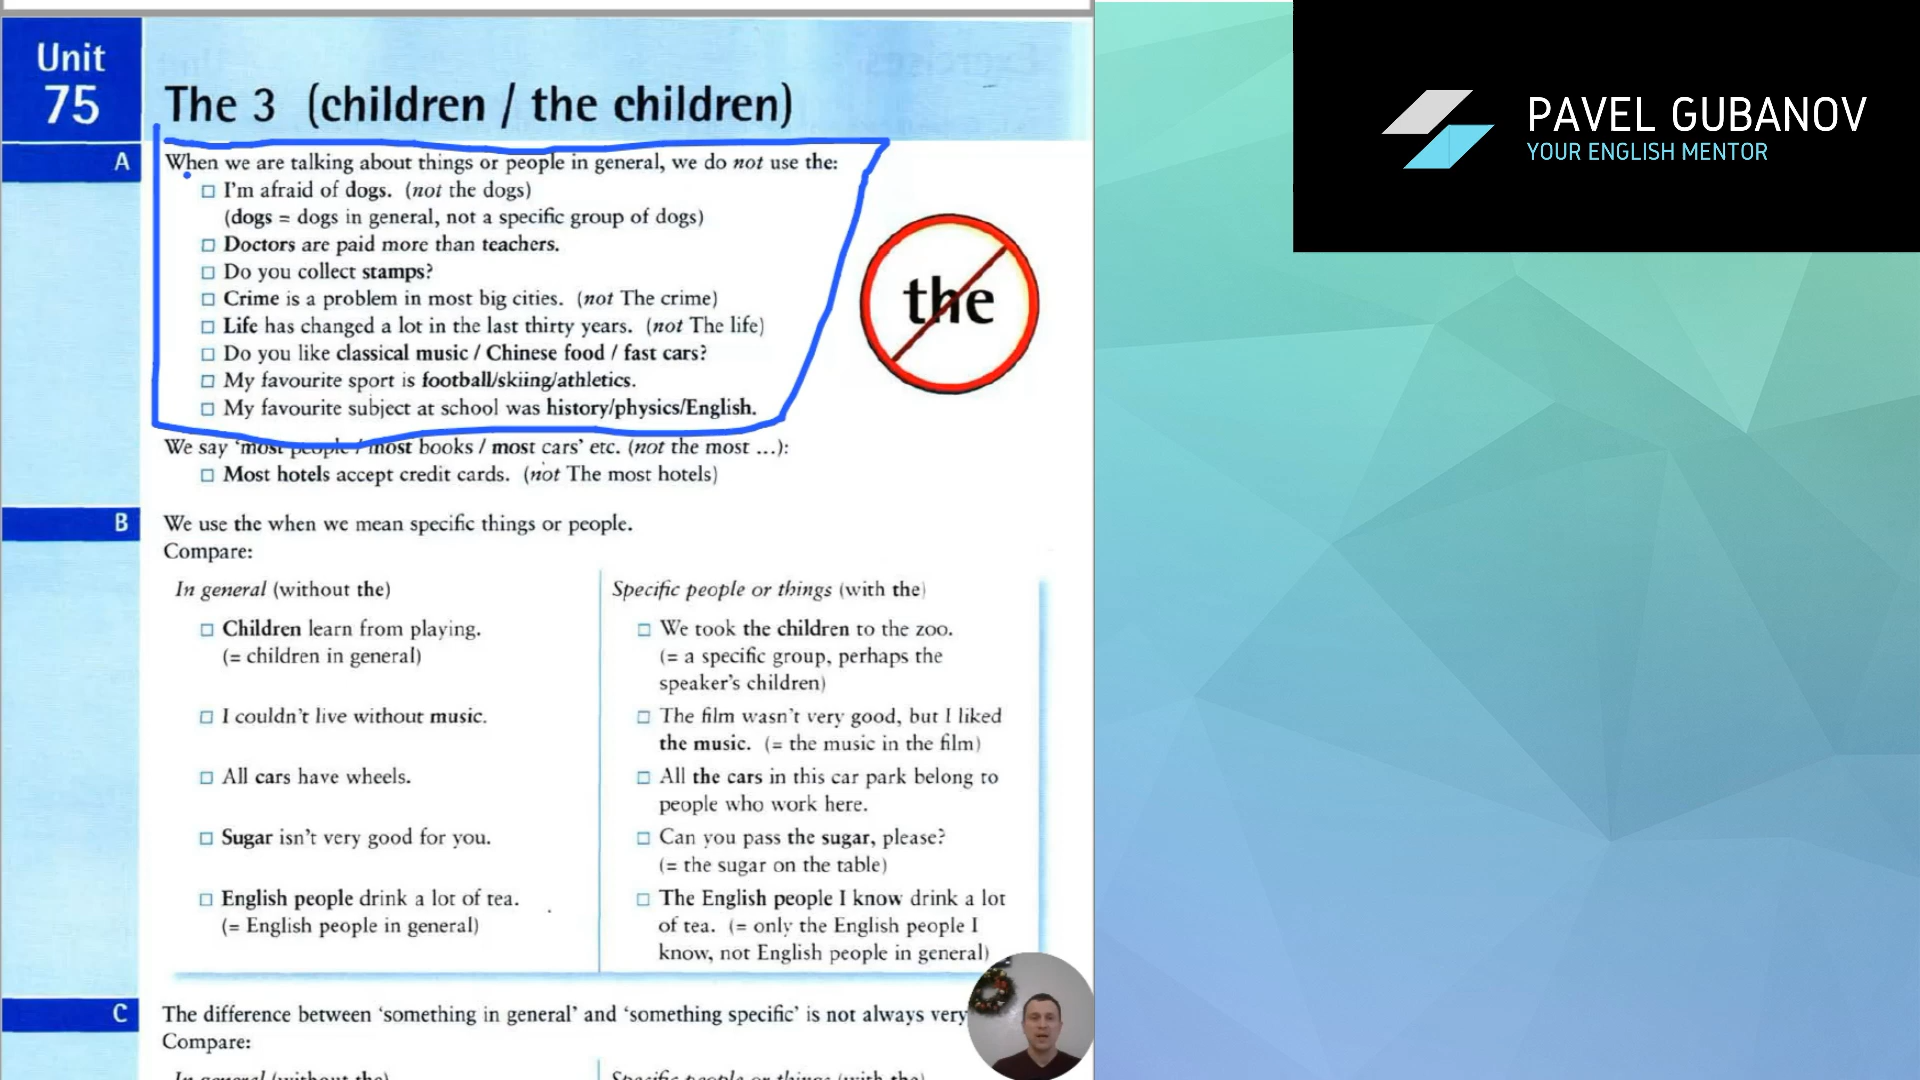 Unit
75
The 3 (children / the children)
A
When we are talking about things or people in general, we do not use the:
I'm afraid of dogs. (not the dogs)
(dogs = dogs in general, not a specific group of dogs)
Doctors are paid more than teachers.
Do you collect stamps?
Crime is a problem in most big cities. (not The crime)
Life has changed a lot in the last thirty years. (not The life)
Do you like classical music / Chinese food / fast cars?
My favourite sport is football/skiing/athletics.
My favourite subject at school was history/physics/English.
the
We say 'most people / most books / most cars' etc. (not the most ...):
Most hotels accept credit cards. (not The most hotels)
B
We use the when we mean specific things or people.
Compare:
In general (without the)
Children learn from playing.
(= children in general)
I couldn't live without music.
All cars have wheels.
Sugar isn't very good for you.
English people drink a lot of tea.
(= English people in general)
Specific people or things (with the)
We took the children to the zoo.
(= a specific group, perhaps the
speaker's children)
The film wasn't very good, but I liked
the music. (= the music in the film)
All the cars in this car park belong to
people who work here.
Can you pass the sugar, please?
(= the sugar on the table)
The English people I know drink a lot
of tea. (= only the English people I
know, not English people in general)
C
The difference between 'something in general' and 'something specific' is not always very
Compare:
In general (without the)
Specific people or things (with the)
PAVEL GUBANOV
YOUR ENGLISH MENTOR